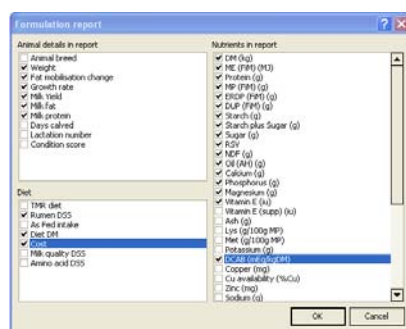 Formulation report
Animal details in report
Animal breed
Weight
Fat mobilisation change
Growth rate
Milk Yield
Milk fat
Milk protein
Days calved
Lactation number
Condition score
Diet
TMR diet
Rumen DSS
As Fed intake
Diet DM
Cost
Milk quality DSS
Amino acid DSS
Nutrients in report
DM (kg)
ME (FiM) (MJ)
Protein (g)
MP (FiM) (g)
ERDP (FiM) (g)
DUP (FiM) (g)
Starch (g)
Starch plus Sugar (g)
Sugar (g)
RSV
NDF (g)
Oil (AH) (g)
Calcium (g)
Phosphorus (g)
Magnesium (g)
Vitamin E (iu)
Vitamin E (supp) (iu)
Ash (g)
Lys (g/100g MP)
Met (g/100g MP)
Potassium (g)
DCAB (mEq/kgDM)
Copper (mg)
Cu availability (%Cu)
Zinc (mg)
Sodium (g)
OK
Cancel